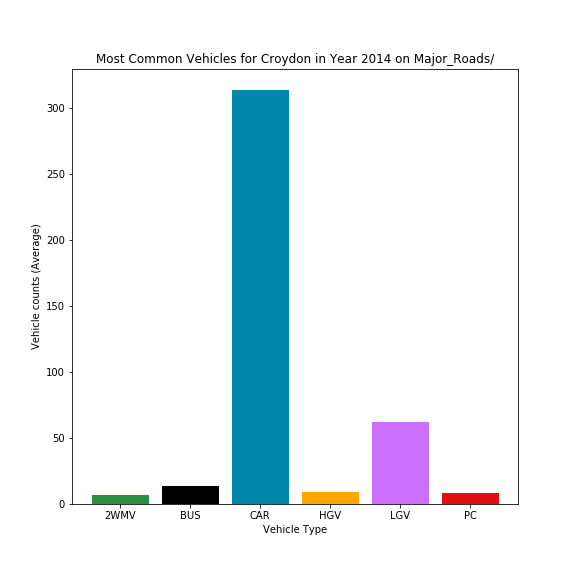 Most Common Vehicles for Croydon in Year 2014 on Major_Roads/
300
250
200
150
100
50
0
Vehicle counts (Average)
2WMV BUS CAR HGV LGV PC
Vehicle Type